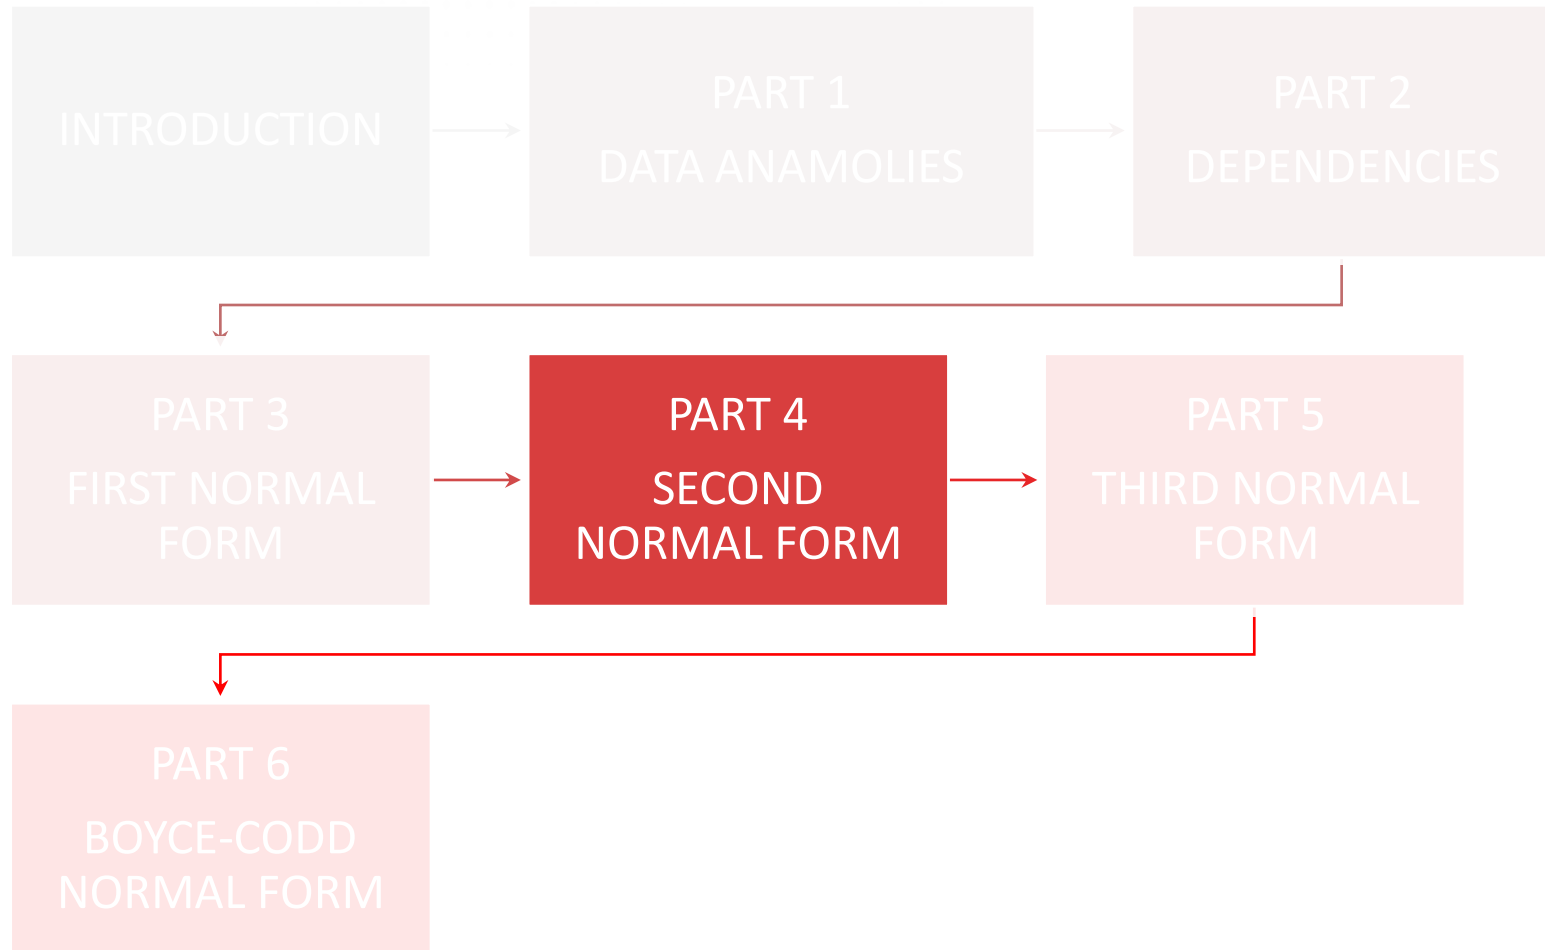 INTRODUCTION
PART 1
DATA ANAMOLIES
PART 2
DEPENDENCIES
PART 3
FIRST NORMAL
FORM
PART 4
SECOND
NORMAL FORM
PART 5
THIRD NORMAL
FORM
PART 6
BOYCE-CODD
NORMAL FORM